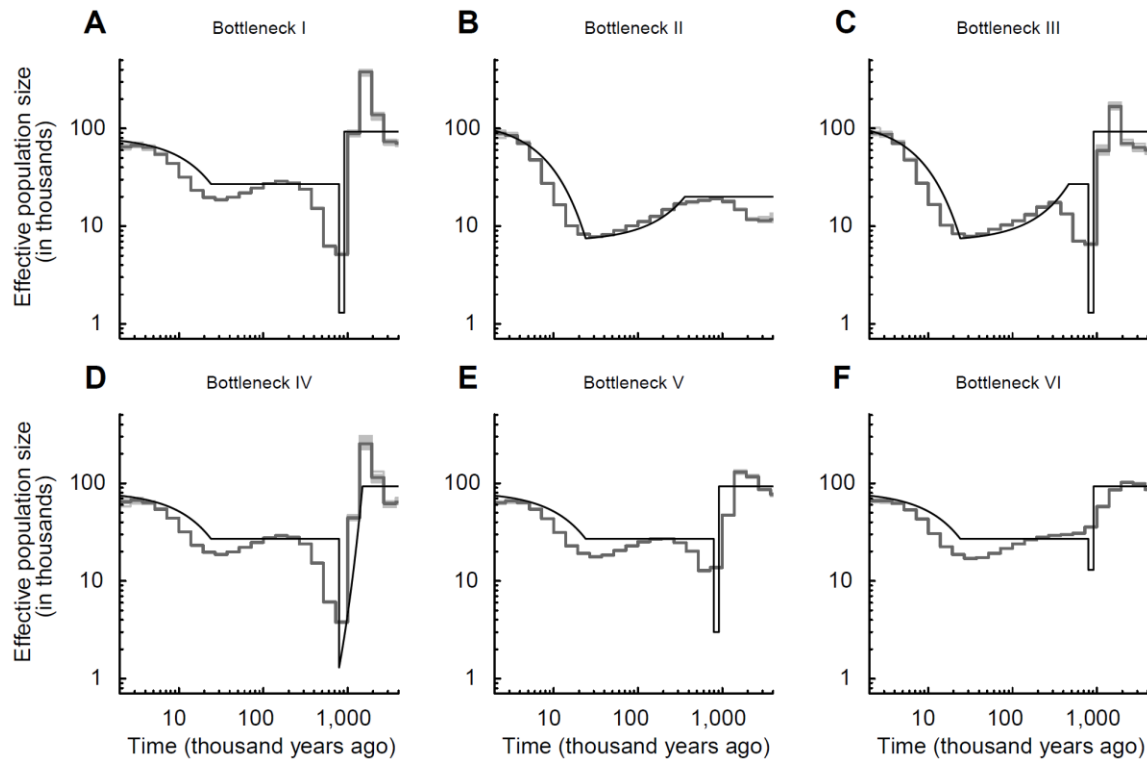 A
Bottleneck I
B
Bottleneck II
C
Bottleneck III
Effective population size
(in thousands)
100
10
1
100
10
1
100
10
1
D
Bottleneck IV
E
Bottleneck V
F
Bottleneck VI
Effective population size
(in thousands)
100
10
1
100
10
1
100
10
1
10
100
1,000
10
100
1,000
10
100
1,000
Time (thousand years ago)
Time (thousand years ago)
Time (thousand years ago)